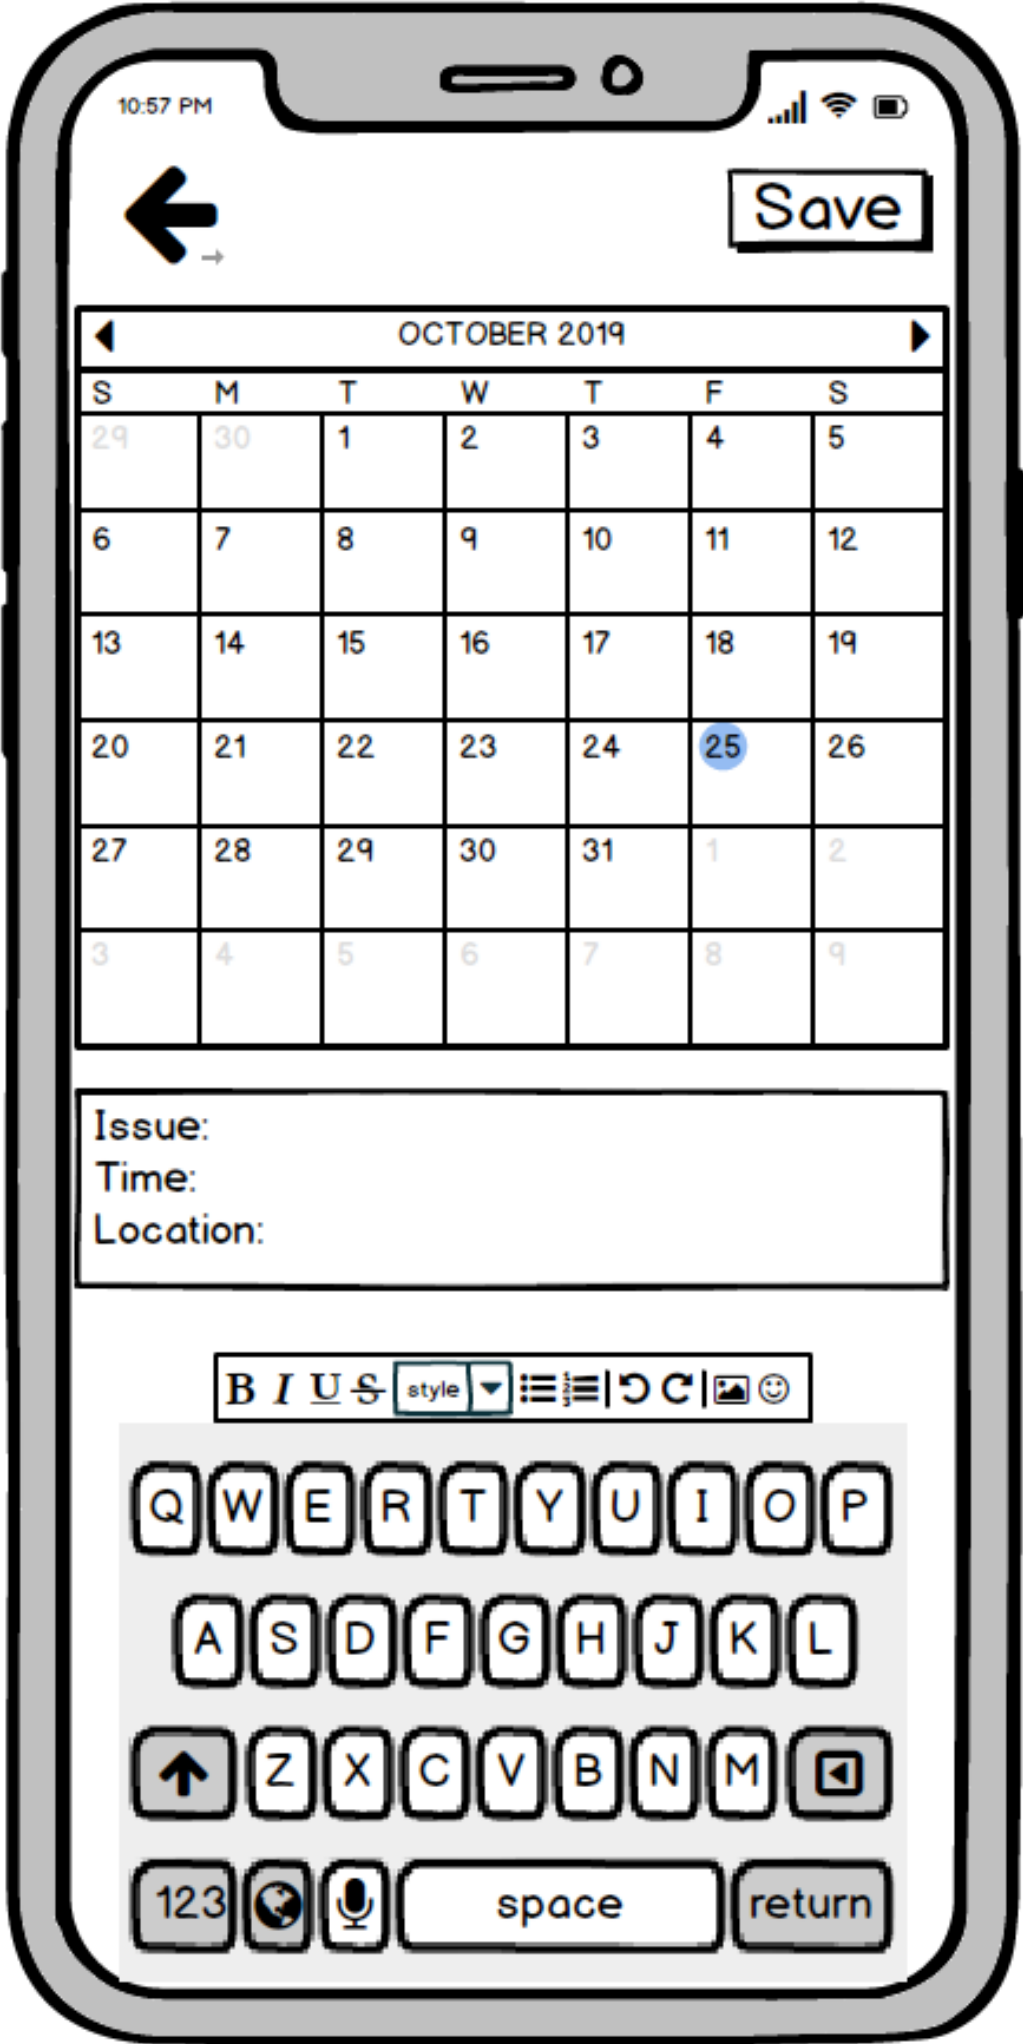 10:57 PM
Save
OCTOBER 2019
S M T W T F S
29 30 1 2 3 4 5
6 7 8 9 10 11 12
13 14 15 16 17 18 19
20 21 22 23 24 25 26
27 28 29 30 31 1 2
3 4 5 6 7 8 9
Issue:
Time:
Location:
B I U S style
Q W E R T Y U I O P
A S D F G H J K L
Z X C V B N M
123 space return